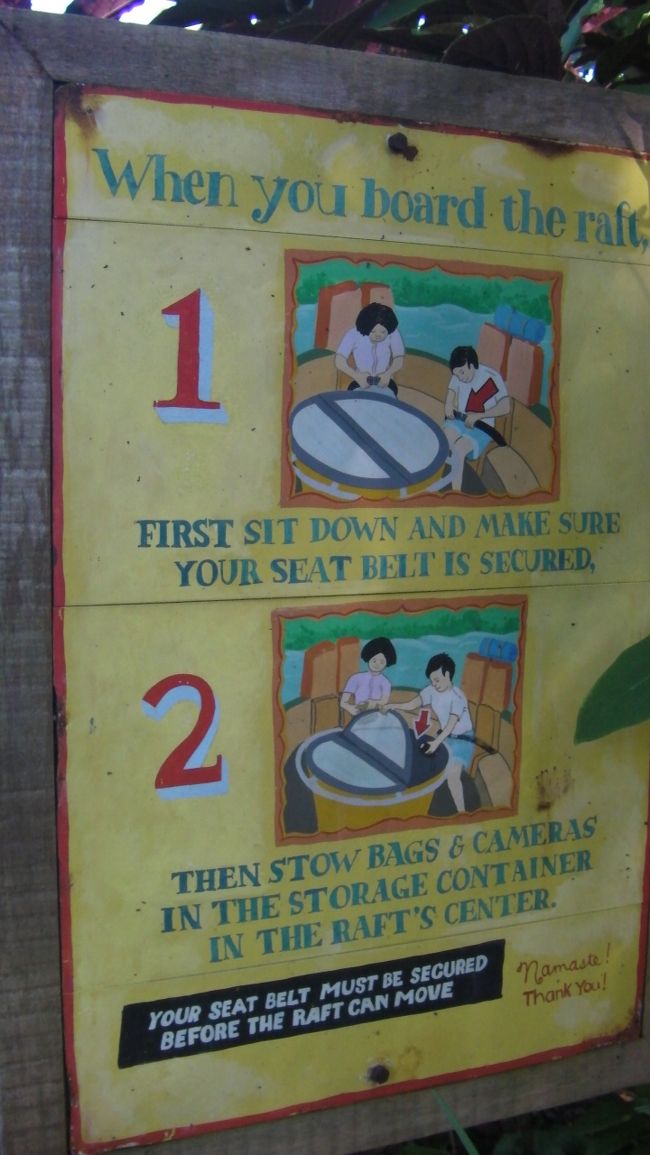 When you board the raft,
1
FIRST SIT DOWN AND MAKE SURE
YOUR SEAT BELT IS SECURED,
2
THEN STOW BAGS & CAMERAS
IN THE STORAGE CONTAINER
IN THE RAFT'S CENTER.
YOUR SEAT BELT MUST BE SECURED
BEFORE THE RAFT CAN MOVE
Namaste!
Thank You!